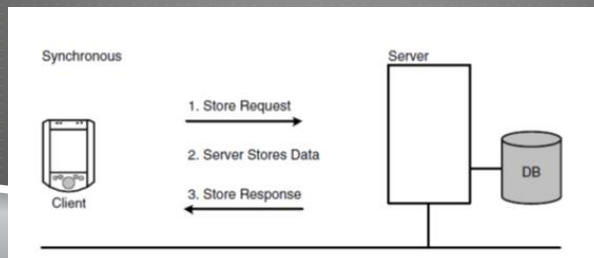 Synchronous
Server
1. Store Request
2. Server Stores Data
DB
3. Store Response
Client